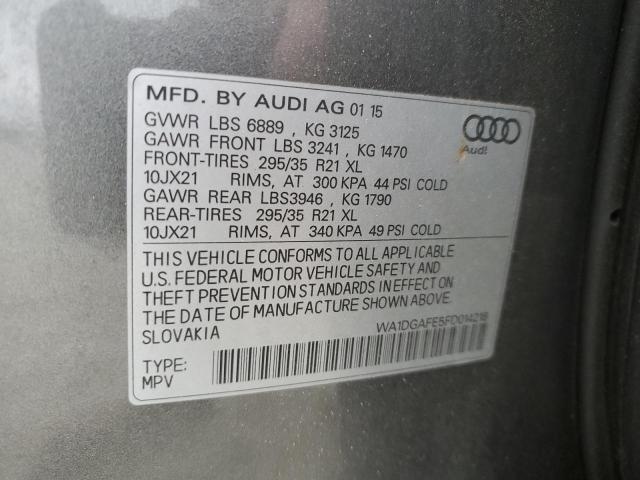 MFD. BY AUDI AG 01 15
GVWR LBS 6889 , KG 3125
GAWR FRONT LBS 3241 , KG 1470
FRONT-TIRES 295/35 R21 XL
10JX21 RIMS, AT 300 KPA 44 PSI COLD
GAWR REAR LBS3946 , KG 1790
REAR-TIRES 295/35 R21 XL
10JX21 RIMS, AT 340 KPA 49 PSI COLD
Audi
THIS VEHICLE CONFORMS TO ALL APPLICABLE
U.S. FEDERAL MOTOR VEHICLE SAFETY AND
THEFT PREVENTION STANDARDS IN EFFECT ON
THE DATE OF MANUFACTURE SHOWN ABOVE.
SLOVAKIA
WA1DGAFE5FD014218
TYPE:
MPV